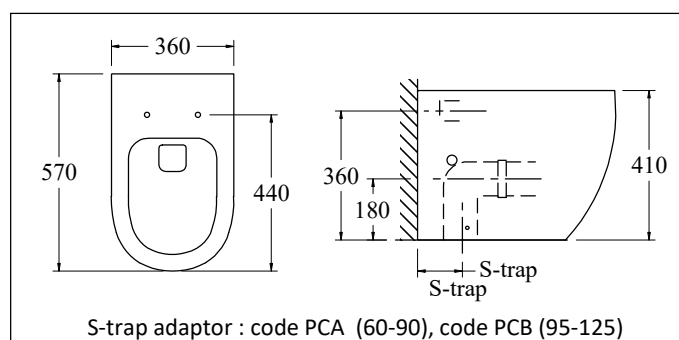 360
570
440
360
180
410
S-trap
S-trap
S-trap adaptor : code PCA (60-90), code PCB (95-125)